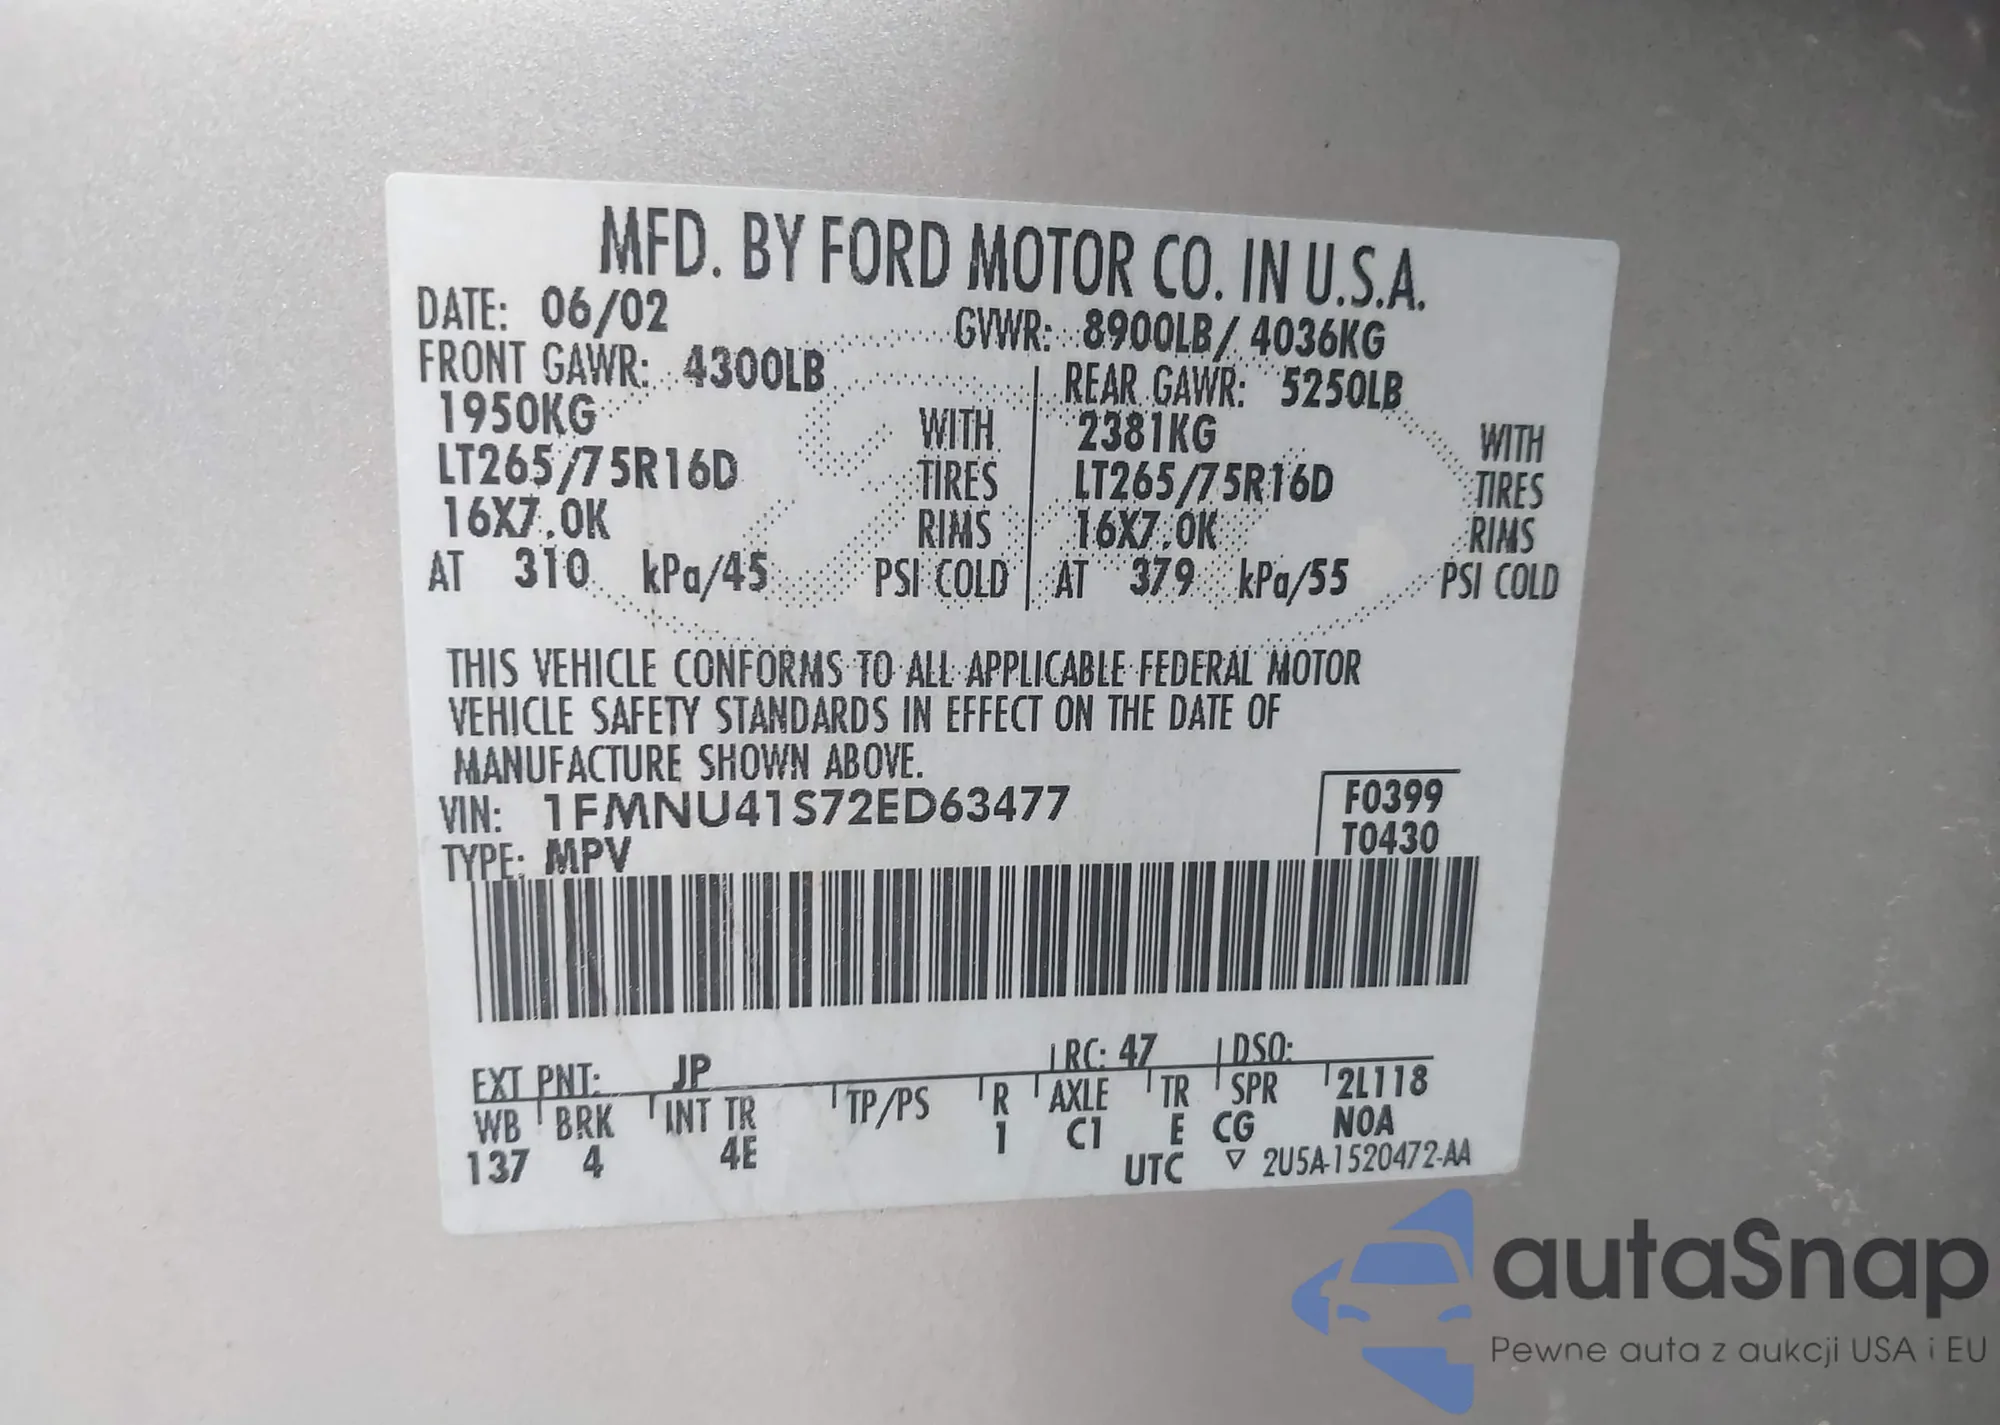 MFD. BY FORD MOTOR CO. IN U.S.A.
DATE: 06/02 GVWR: 8900LB/ 4036KG
FRONT GAWR: 4300LB REAR GAWR: 5250LB
1950KG WITH 2381KG WITH
LT265/75R16D TIRES LT265/75R16D TIRES
16X7.0K RIMS 16X7.0K RIMS
AT 310 kPa/45 PSI COLD AT 379 kPa/55 PSI COLD
THIS VEHICLE CONFORMS TO ALL APPLICABLE FEDERAL MOTOR
VEHICLE SAFETY STANDARDS IN EFFECT ON THE DATE OF
MANUFACTURE SHOWN ABOVE.
VIN: 1FMNU41S72ED63477 F0399
TYPE: MPV T0430
EXT PNT: JP RC: 47 DSO:
WB BRK INT TR TP/PS R AXLE TR SPR 2L118
137 4 4E 1 C1 E CG N0A
UTC ▽ 2U5A-1520472-AA
autaSnap
Pewne auta z aukcji USA i EU